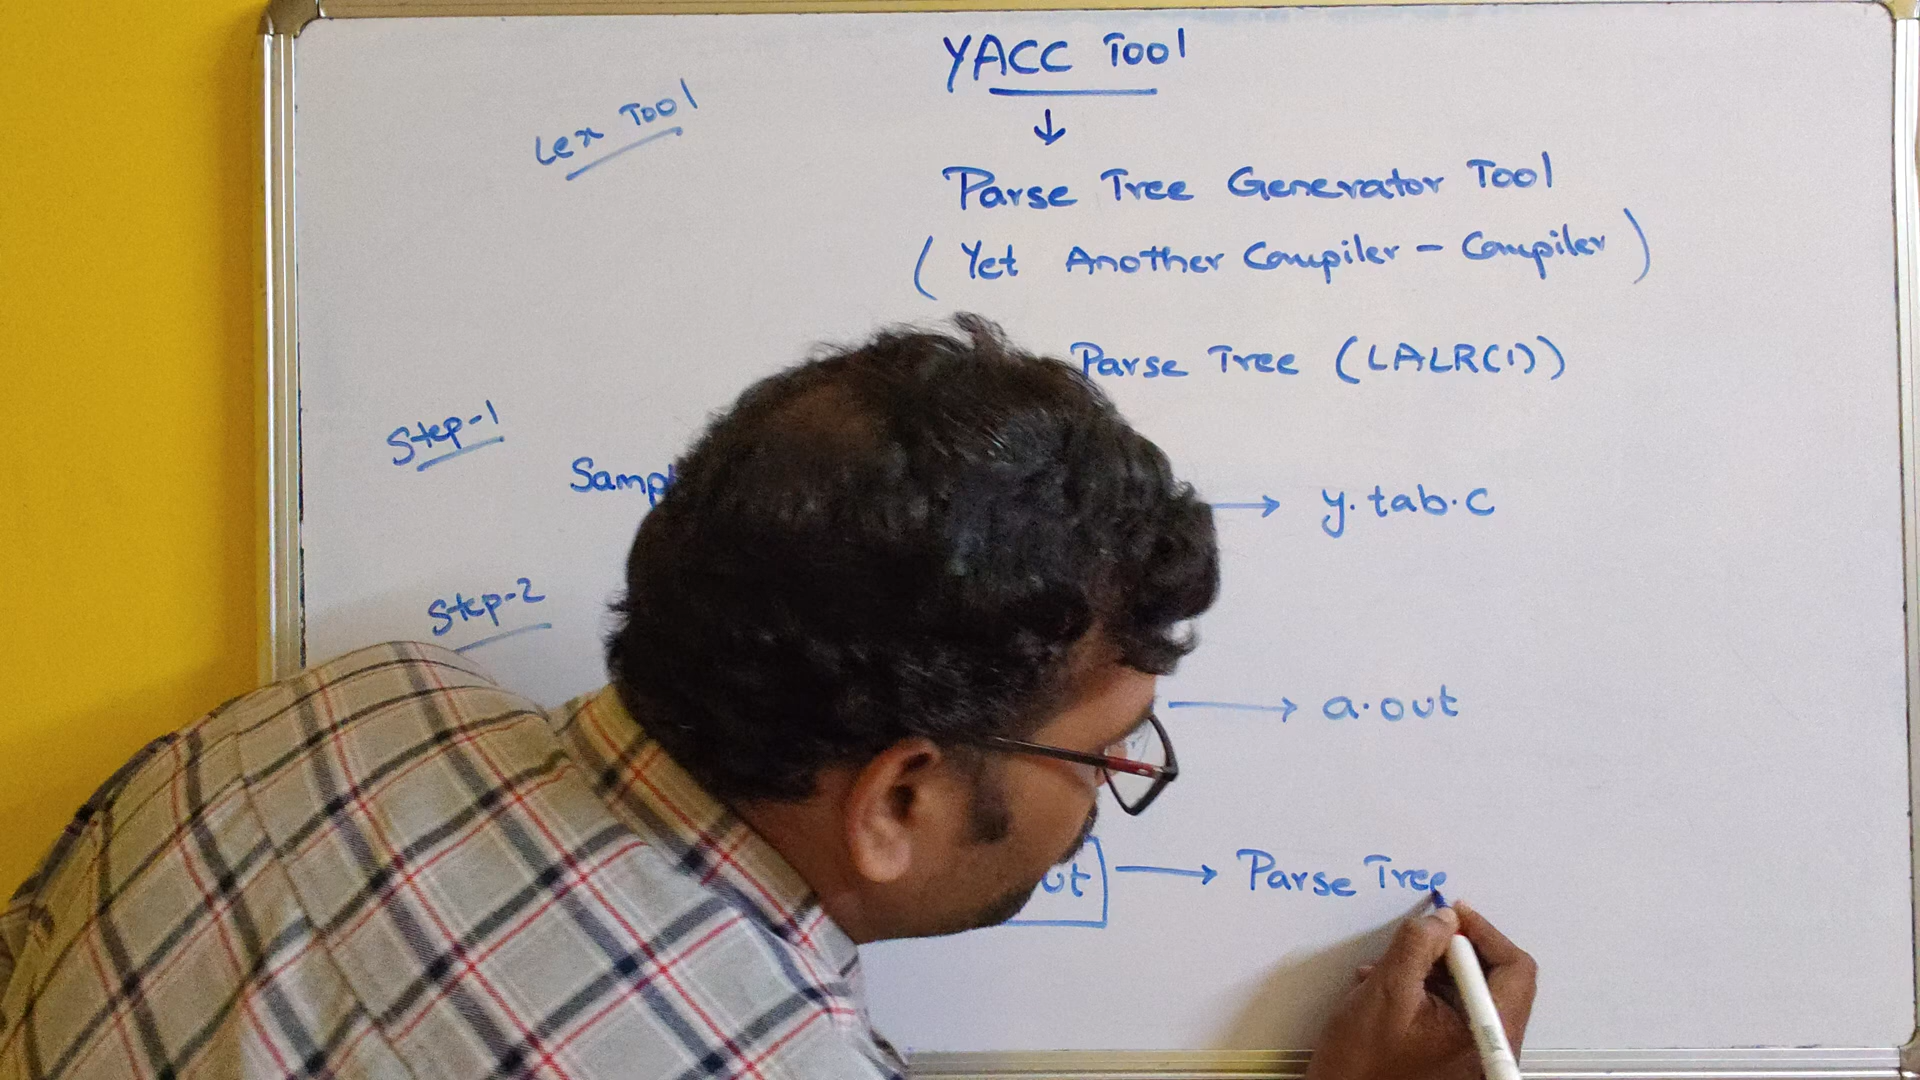 YACC Tool
Lex Tool
Parse Tree Generator Tool
(Yet Another Compiler - Compiler)
Parse Tree (LALR(1))
Step-1
y.tab.c
Step-2
a.out
Parse Tree